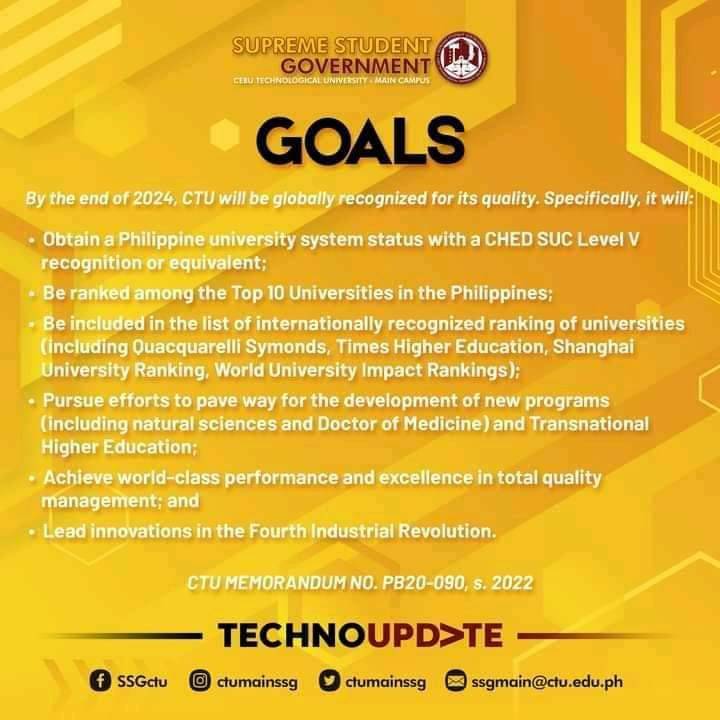 SUPREME STUDENT
GOVERNMENT
CEBU TECHNOLOGICAL UNIVERSITY - MAIN CAMPUS
GOALS
By the end of 2024, CTU will be globally recognized for its quality. Specifically, it will:
• Obtain a Philippine university system status with a CHED SUC Level V
recognition or equivalent;
• Be ranked among the Top 10 Universities in the Philippines;
• Be included in the list of internationally recognized ranking of universities
(including Quacquarelli Symonds, Times Higher Education, Shanghai
University Ranking, World University Impact Rankings);
• Pursue efforts to pave way for the development of new programs
(including natural sciences and Doctor of Medicine) and Transnational
Higher Education;
• Achieve world-class performance and excellence in total quality
management; and
• Lead innovations in the Fourth Industrial Revolution.
CTU MEMORANDUM NO. PB20-090, s. 2022
TECHNOUPD>TE
SSGctu ctumainssg ctumainssg ssgmain@ctu.edu.ph